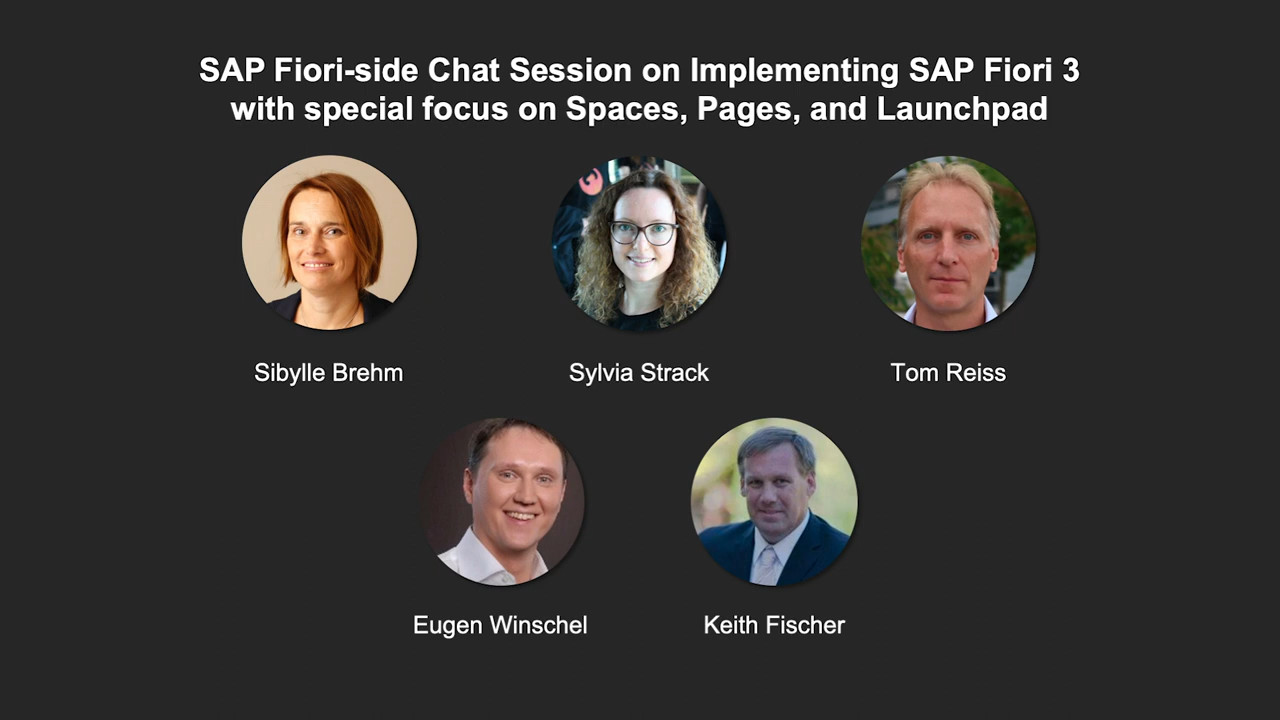 SAP Fiori-side Chat Session on Implementing SAP Fiori 3
with special focus on Spaces, Pages, and Launchpad
Sibylle Brehm
Sylvia Strack
Tom Reiss
Eugen Winschel
Keith Fischer